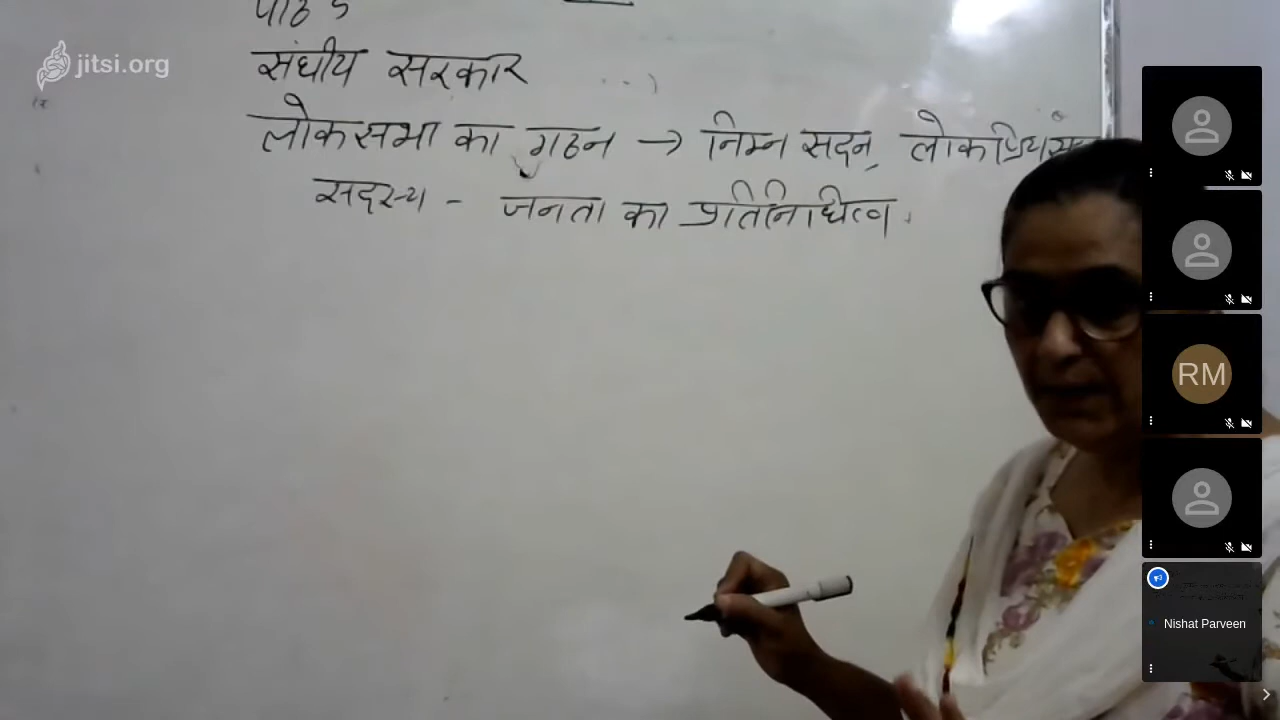 पाठ 5
संघीय सरकार
लोकसभा का गठन → निम्न सदन, लोकप्रिय
सदस्य - जनता का प्रतिनिधित्व.
jitsi.org
RM
Nishat Parveen